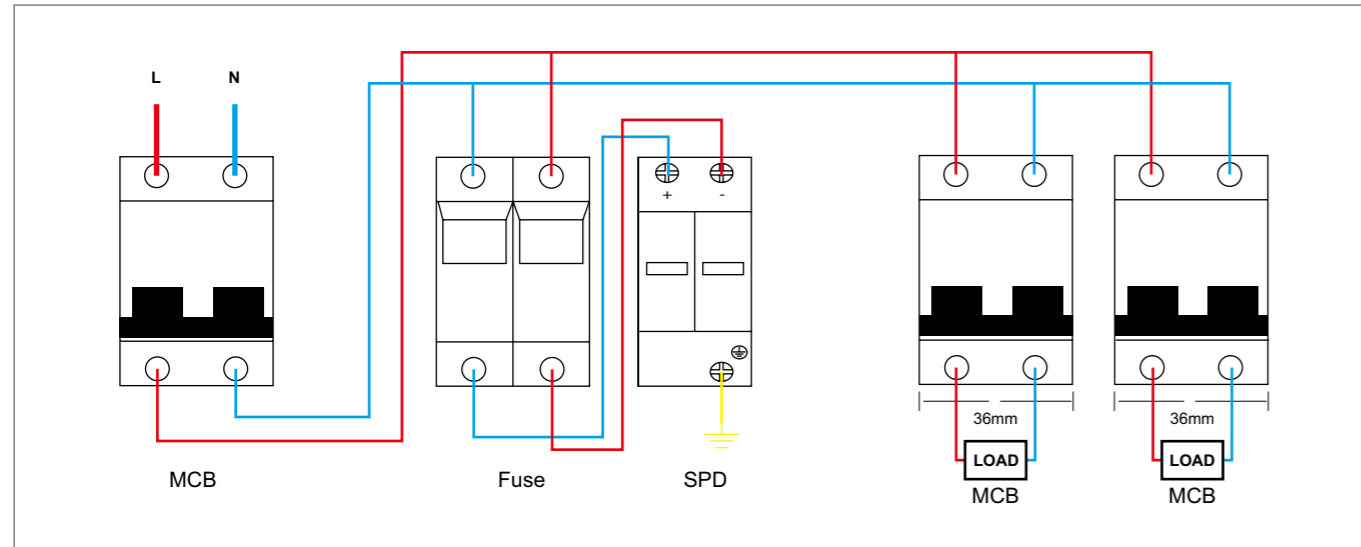 L N
+ -
36mm 36mm
LOAD LOAD
MCB Fuse SPD
MCB MCB